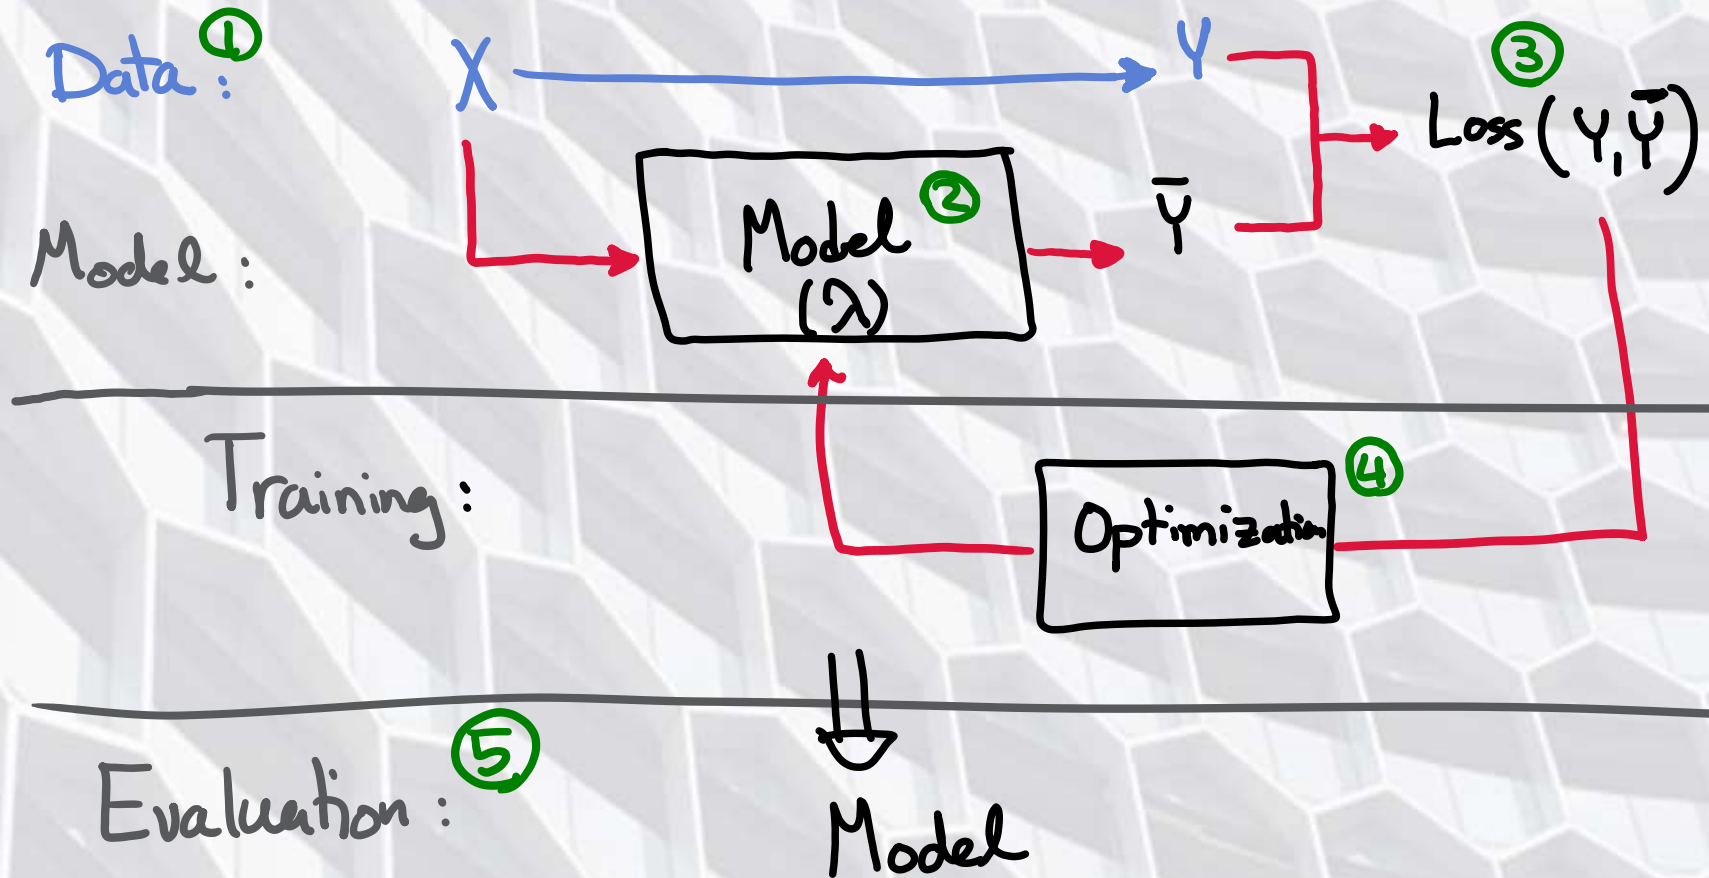 Data: ① X Y ③
Loss (Y, Ȳ)
Model: Model ② Ȳ
(λ)
Training: ④
Optimization
Evaluation: ⑤
Model